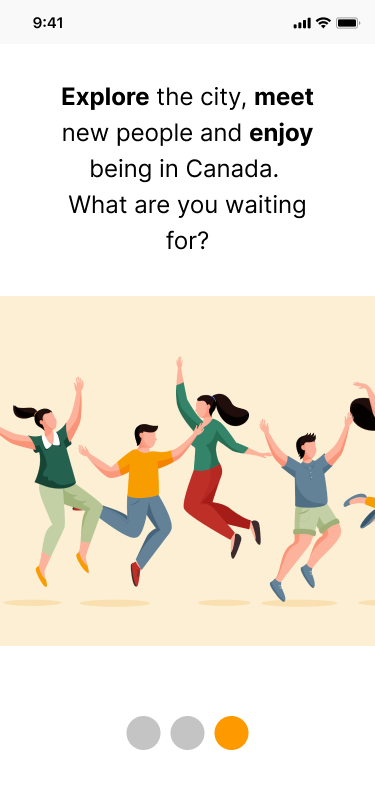 9:41
Explore the city, meet
new people and enjoy
being in Canada.
What are you waiting
for?